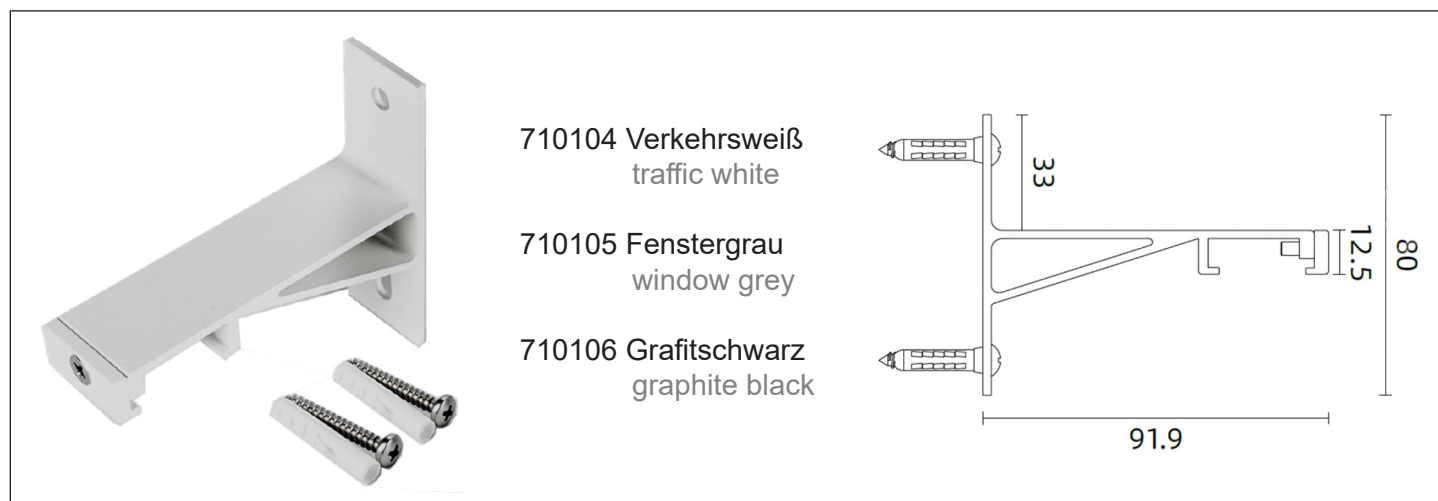 710104 Verkehrsweiß
traffic white
710105 Fenstergrau
window grey
710106 Grafitschwarz
graphite black
33
12.5
80
91.9